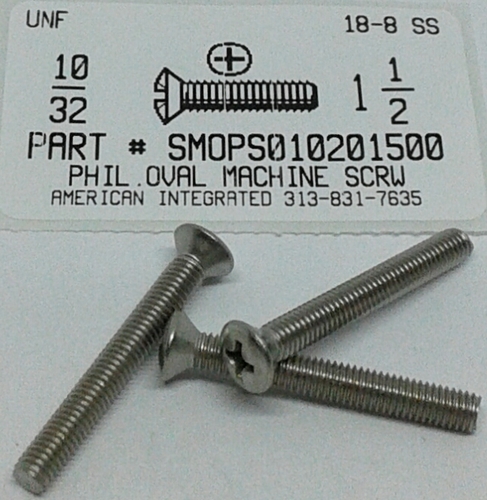 UNF 18-8 SS
10/32 1 1/2
PART # SMOPS010201500
PHIL.OVAL MACHINE SCRW
AMERICAN INTEGRATED 313-831-7635